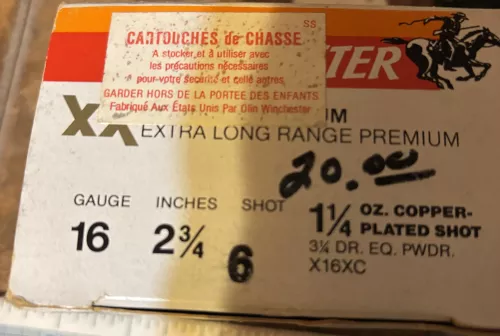 SS
CARTOUCHES de CHASSE
A stocker et à utiliser avec
les précautions nécessaires
pour votre securité et celle autres
GARDER HORS DE LA PORTEE DES ENFANTS
Fabriqué Aux États Unis Par Olin Winchester
STER
XX
UM
EXTRA LONG RANGE PREMIUM
20.00
GAUGE INCHES SHOT
16 2¾ 6
1¼ OZ. COPPER-
PLATED SHOT
3¼ DR. EQ. PWDR.
X16XC